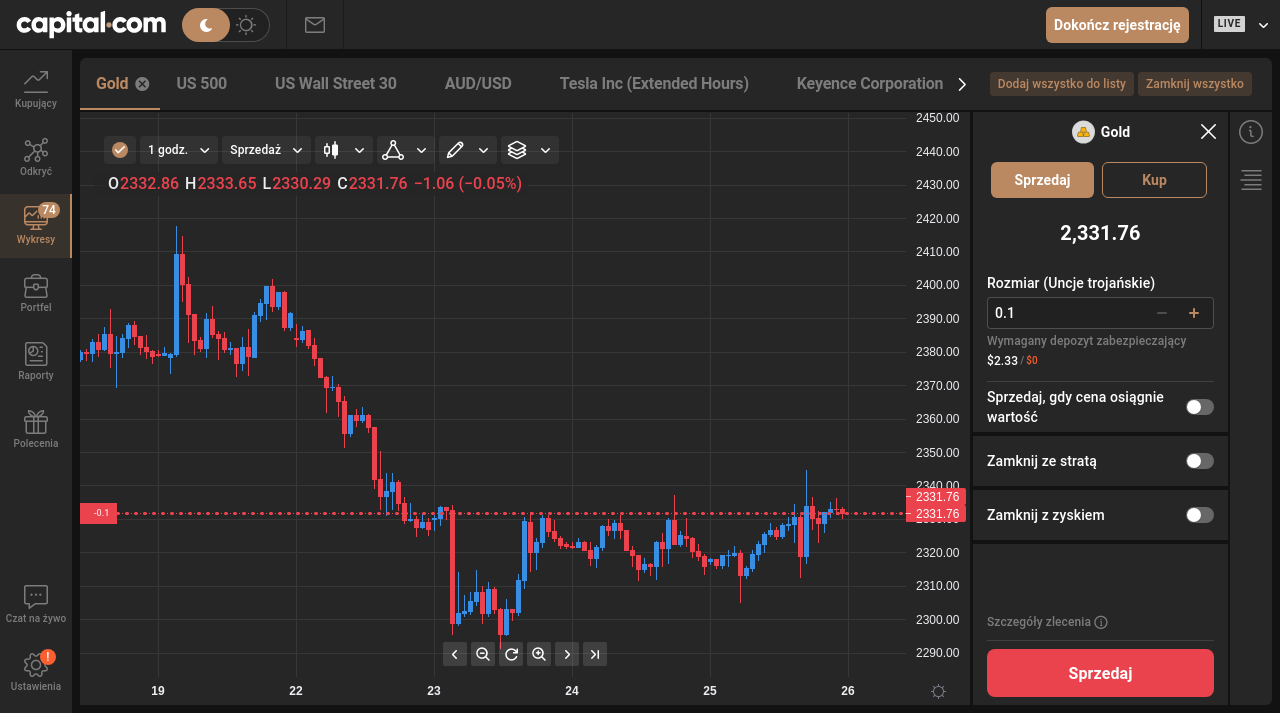 capital.com
Dokończ rejestrację
LIVE
Kupujący
Odkryć
74
Wykresy
Portfel
Raporty
Polecenia
Czat na żywo
!
Ustawienia
Gold
US 500
US Wall Street 30
AUD/USD
Tesla Inc (Extended Hours)
Keyence Corporation
Dodaj wszystko do listy
Zamknij wszystko
1 godz.
Sprzedaż
O2332.86 H2333.65 L2330.29 C2331.76 −1.06 (−0.05%)
2450.00
2440.00
2430.00
2420.00
2410.00
2400.00
2390.00
2380.00
2370.00
2360.00
2350.00
2340.00
2331.76
2331.76
2320.00
2310.00
2300.00
2290.00
-0.1
19
22
23
24
25
26
Gold
Sprzedaj
Kup
2,331.76
Rozmiar (Uncje trojańskie)
0.1
Wymagany depozyt zabezpieczający
$2.33 / $0
Sprzedaj, gdy cena osiągnie
wartość
Zamknij ze stratą
Zamknij z zyskiem
Szczegóły zlecenia
Sprzedaj